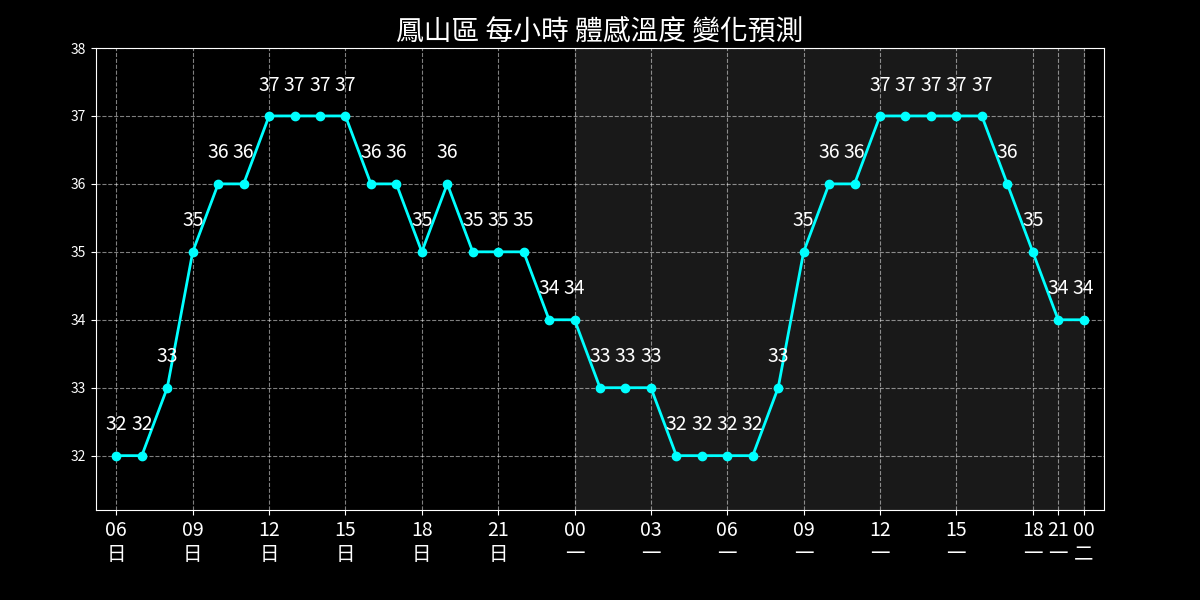 鳳山區 每小時 體感溫度 變化預測
38
37 37 37 37 37 37 37 37 37
37
36 36 36 36 36 36 36 36
36
35 35 35 35 35 35 35
35
34 34 34 34
34
33 33 33 33 33
33
32 32 32 32 32 32
32
06 09 12 15 18 21 00 03 06 09 12 15 18 21 00
日 日 日 日 日 日 一 一 一 一 一 一 一 一 二